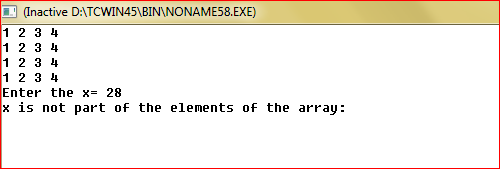 (Inactive D:\TCWIN45\BIN\NONAME58.EXE)
1 2 3 4
1 2 3 4
1 2 3 4
1 2 3 4
Enter the x= 28
x is not part of the elements of the array: